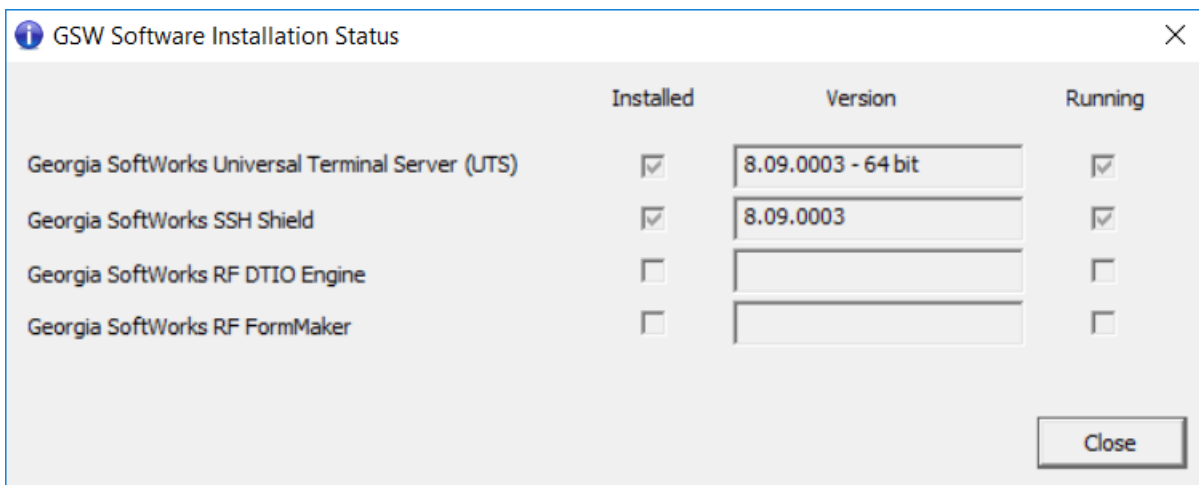 GSW Software Installation Status
Installed Version Running
Georgia SoftWorks Universal Terminal Server (UTS) 8.09.0003 - 64 bit
Georgia SoftWorks SSH Shield 8.09.0003
Georgia SoftWorks RF DTIO Engine
Georgia SoftWorks RF FormMaker
Close